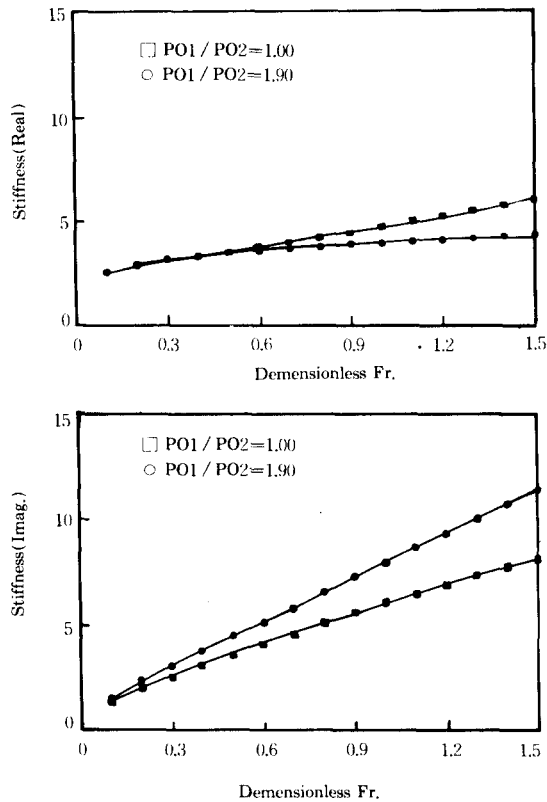 15
□ PO1 / PO2=1.00
○ PO1 / PO2=1.90
10
Stiffness(Real)
5
0
0 0.3 0.6 0.9 1.2 1.5
Demensionless Fr.
15
□ PO1 / PO2=1.00
○ PO1 / PO2=1.90
10
Stiffness(Imag.)
5
0
0 0.3 0.6 0.9 1.2 1.5
Demensionless Fr.